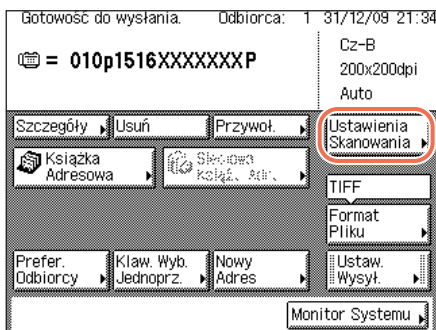 Gotowość do wysłania. Odbiorca: 1 31/12/09 21:34
= 010p1516XXXXXXXP
Cz-B
200x200dpi
Auto
Szczegóły Usuń Przywoł. Ustawienia
Skanowania
Książka
Adresowa
Sieciowa
Książ. Adr.
TIFF
Format
Pliku
Prefer.
Odbiorcy
Klaw. Wyb.
Jednoprz.
Nowy
Adres
Ustaw.
Wysył.
Monitor Systemu